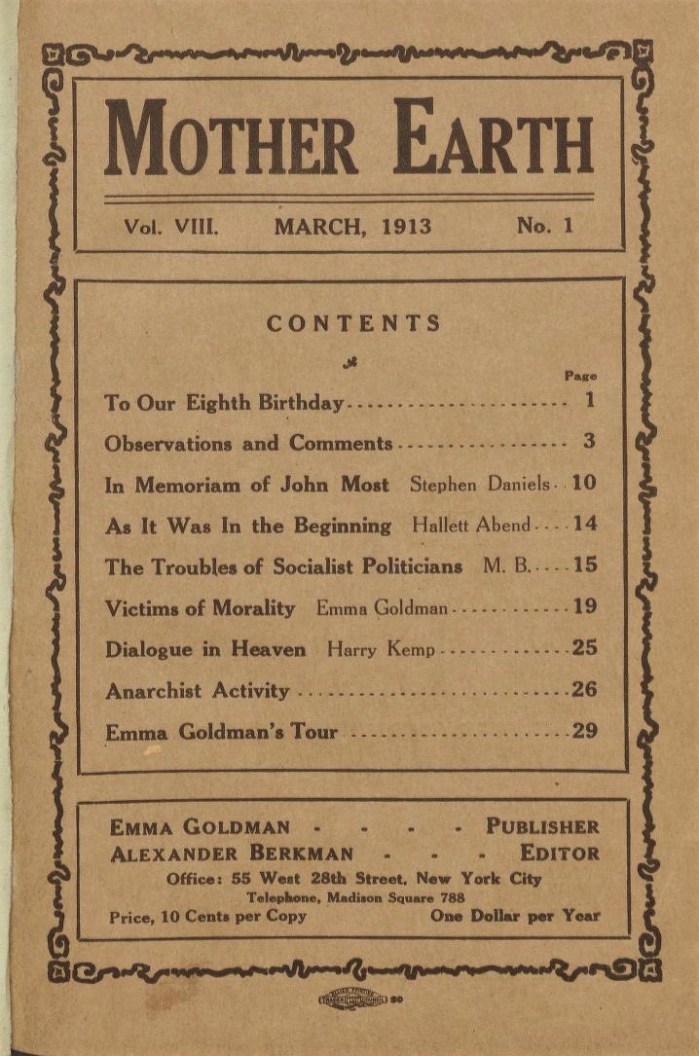 MOTHER EARTH
Vol. VIII. MARCH, 1913 No. 1
CONTENTS
Page
To Our Eighth Birthday..................... 1
Observations and Comments................. 3
In Memoriam of John Most Stephen Daniels.. 10
As It Was In the Beginning Hallett Abend.... 14
The Troubles of Socialist Politicians M. B..... 15
Victims of Morality Emma Goldman............ 19
Dialogue in Heaven Harry Kemp............. 25
Anarchist Activity .......................... 26
Emma Goldman's Tour ...................... 29
EMMA GOLDMAN - - - - PUBLISHER
ALEXANDER BERKMAN - - - EDITOR
Office: 55 West 28th Street, New York City
Telephone, Madison Square 788
Price, 10 Cents per Copy One Dollar per Year